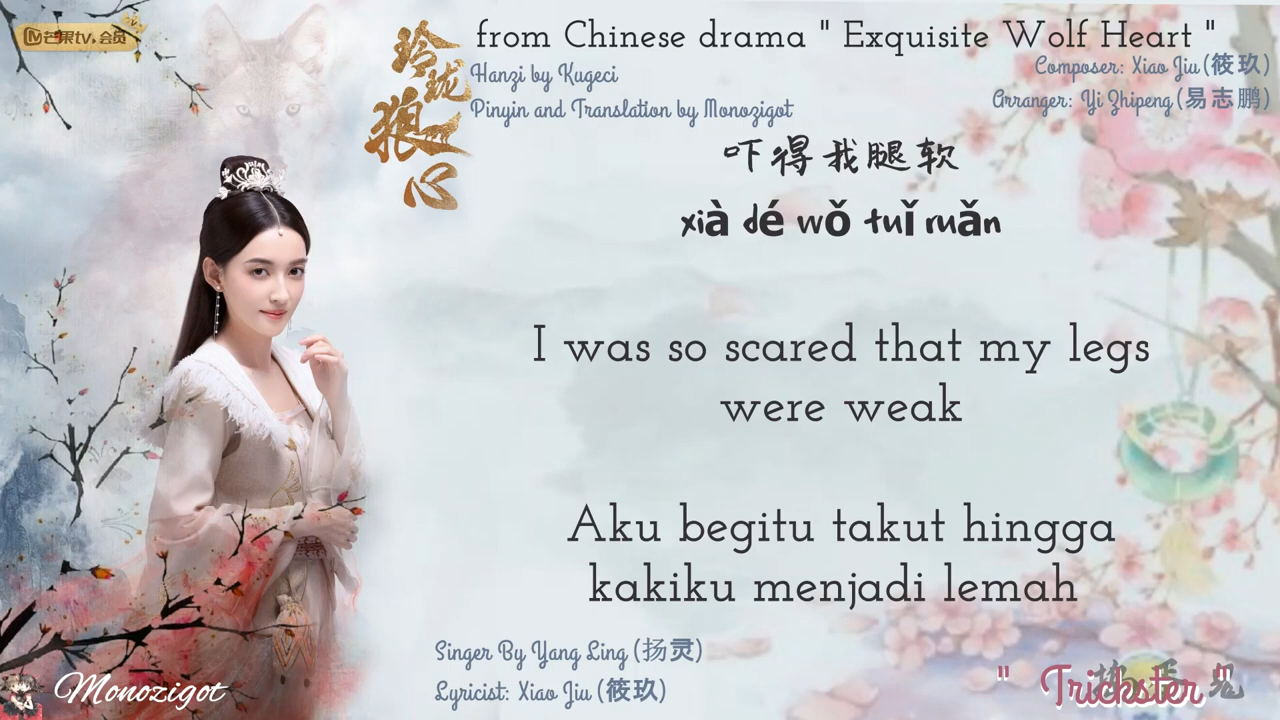 芒果tv.会员
玲珑狼心
from Chinese drama " Exquisite Wolf Heart "
Hanzi by Kugeci
Composer: Xiao Jiu (筱玖)
Pinyin and Translation by Monozigot
Arranger: Yi Zhipeng (易志鹏)
吓得我腿软
xià dé wǒ tuǐ ruǎn
I was so scared that my legs
were weak
Aku begitu takut hingga
kakiku menjadi lemah
Singer By Yang Ling (扬灵)
Lyricist: Xiao Jiu (筱玖)
Monozigot
" Trickster "